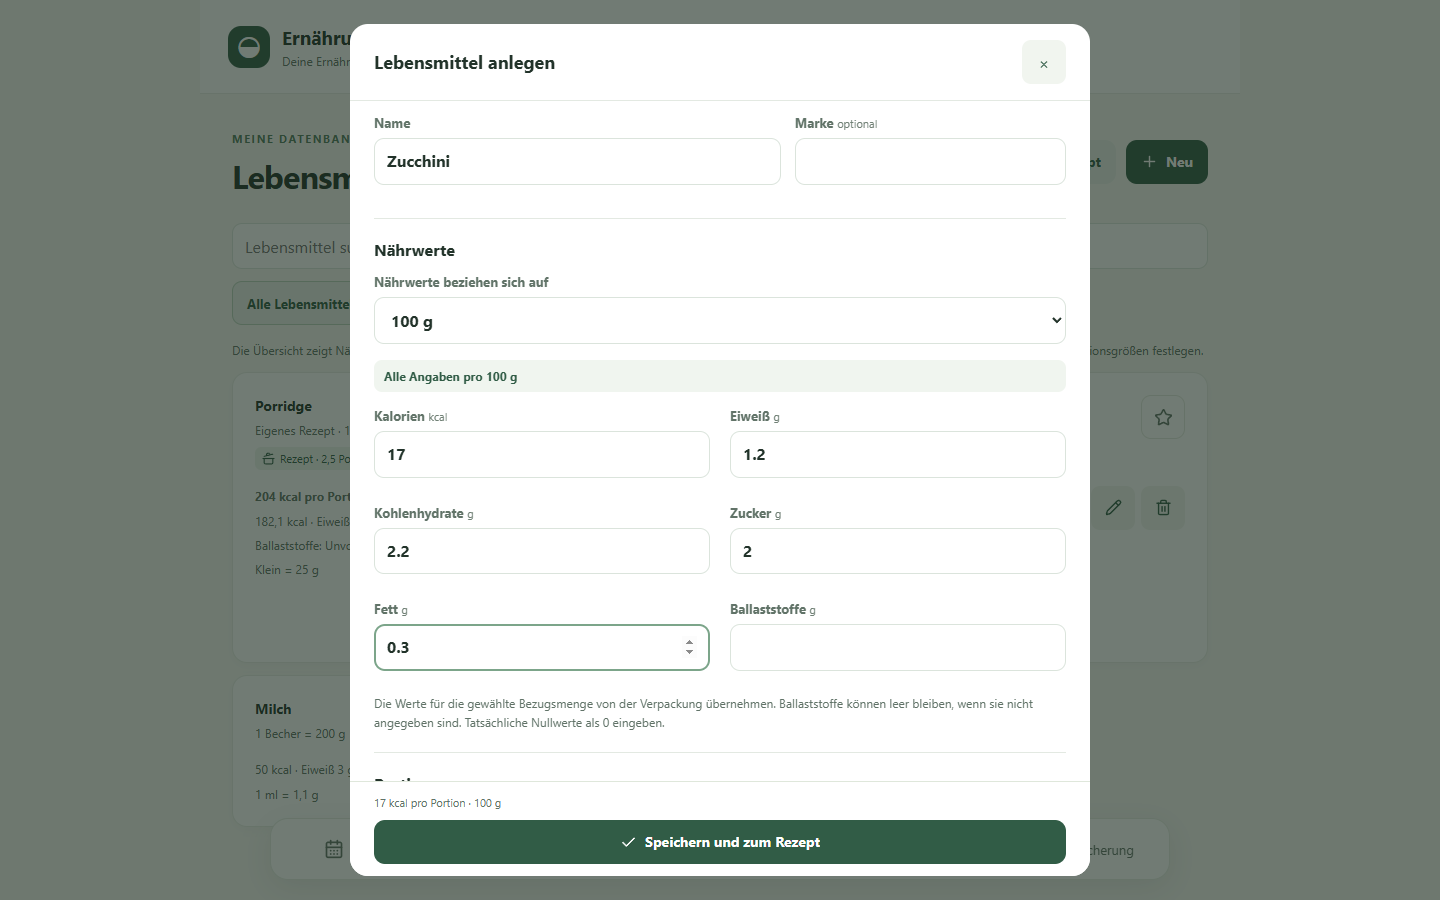 Ernähru
Deine Ernähr
MEINE DATENBAN
Lebensm
Neu
Lebensmittel su
Alle Lebensmitte
Die Übersicht zeigt Nä
ionsgrößen festlegen.
Porridge
Eigenes Rezept · 1
Rezept · 2,5 Po
204 kcal pro Port
182,1 kcal · Eiweiß
Ballaststoffe: Unvo
Klein = 25 g
Milch
1 Becher = 200 g
50 kcal · Eiweiß 3 g
1 ml = 1,1 g
cherung
Lebensmittel anlegen
×
Name
Marke optional
Zucchini
Nährwerte
Nährwerte beziehen sich auf
100 g
Alle Angaben pro 100 g
Kalorien kcal
Eiweiß g
17
1.2
Kohlenhydrate g
Zucker g
2.2
2
Fett g
Ballaststoffe g
0.3
Die Werte für die gewählte Bezugsmenge von der Verpackung übernehmen. Ballaststoffe können leer bleiben, wenn sie nicht
angegeben sind. Tatsächliche Nullwerte als 0 eingeben.
17 kcal pro Portion · 100 g
Speichern und zum Rezept